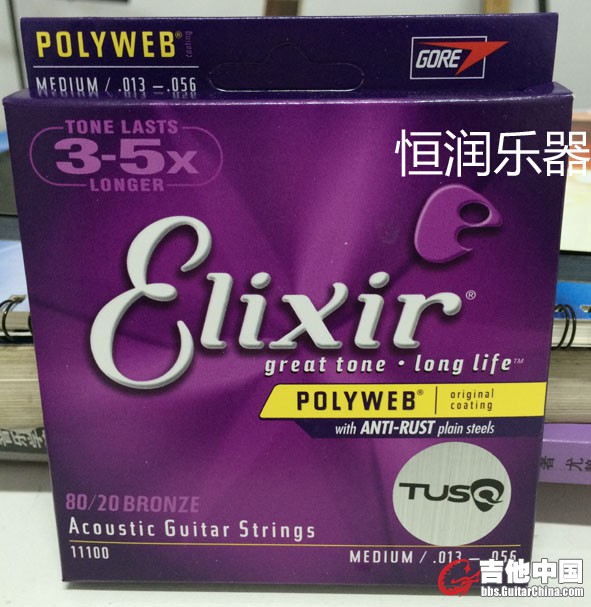 POLYWEB® coating
GORE
MEDIUM / .013 – .056
TONE LASTS
3-5x
LONGER
恒润乐器
Elixir®
great tone • long life™
POLYWEB® original coating
with ANTI-RUST plain steels
TUSQ
80/20 BRONZE
Acoustic Guitar Strings
11100
MEDIUM / .013 – .056
吉他中国
bbs.GuitarChina.com
者 尤